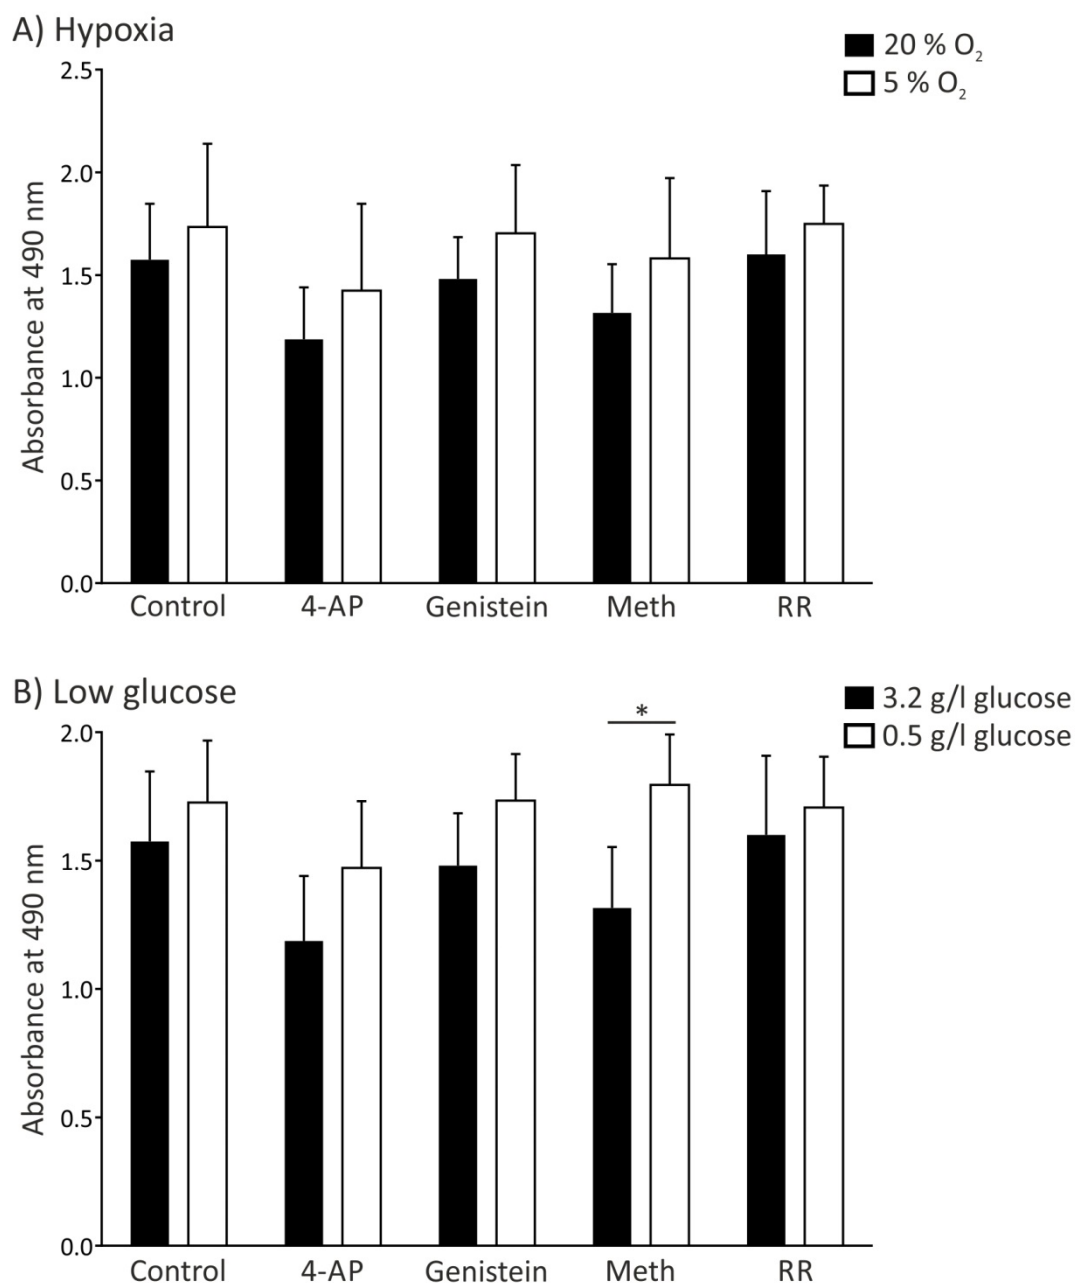 A) Hypoxia
20 % O₂
5 % O₂
Absorbance at 490 nm
2.5
2.0
1.5
1.0
0.5
0.0
Control 4-AP Genistein Meth RR
B) Low glucose
3.2 g/l glucose
0.5 g/l glucose
*
Absorbance at 490 nm
2.0
1.5
1.0
0.5
0.0
Control 4-AP Genistein Meth RR